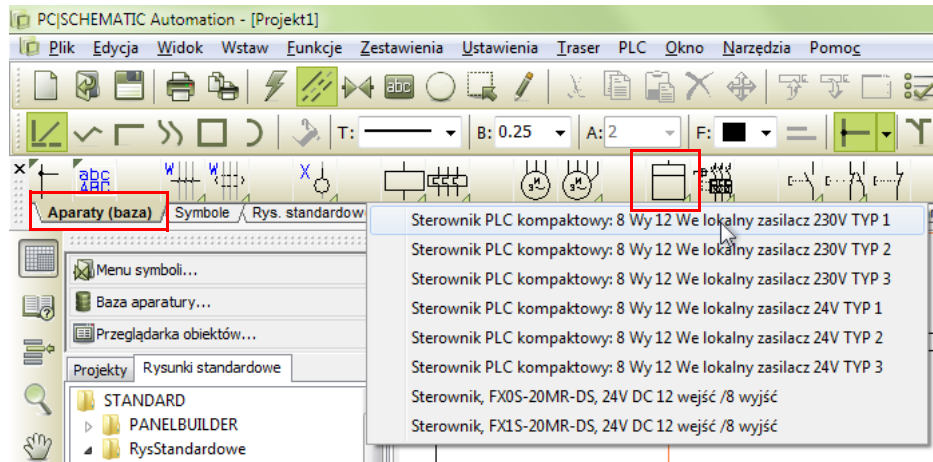 PC|SCHEMATIC Automation - [Projekt1]
Plik Edycja Widok Wstaw Funkcje Zestawienia Ustawienia Traser PLC Okno Narzędzia Pomoc
abc
T: B: 0.25 A: 2 F:
abc ABC W W X M 3~ M 3~
Aparaty (baza) Symbole Rys. standardow
Sterownik PLC kompaktowy: 8 Wy 12 We lokalny zasilacz 230V TYP 1
Sterownik PLC kompaktowy: 8 Wy 12 We lokalny zasilacz 230V TYP 2
Sterownik PLC kompaktowy: 8 Wy 12 We lokalny zasilacz 230V TYP 3
Sterownik PLC kompaktowy: 8 Wy 12 We lokalny zasilacz 24V TYP 1
Sterownik PLC kompaktowy: 8 Wy 12 We lokalny zasilacz 24V TYP 2
Sterownik PLC kompaktowy: 8 Wy 12 We lokalny zasilacz 24V TYP 3
Sterownik, FX0S-20MR-DS, 24V DC 12 wejść /8 wyjść
Sterownik, FX1S-20MR-DS, 24V DC 12 wejść /8 wyjść
Menu symboli...
Baza aparatury...
Przeglądarka obiektów...
Projekty Rysunki standardowe
STANDARD
PANELBUILDER
RysStandardowe